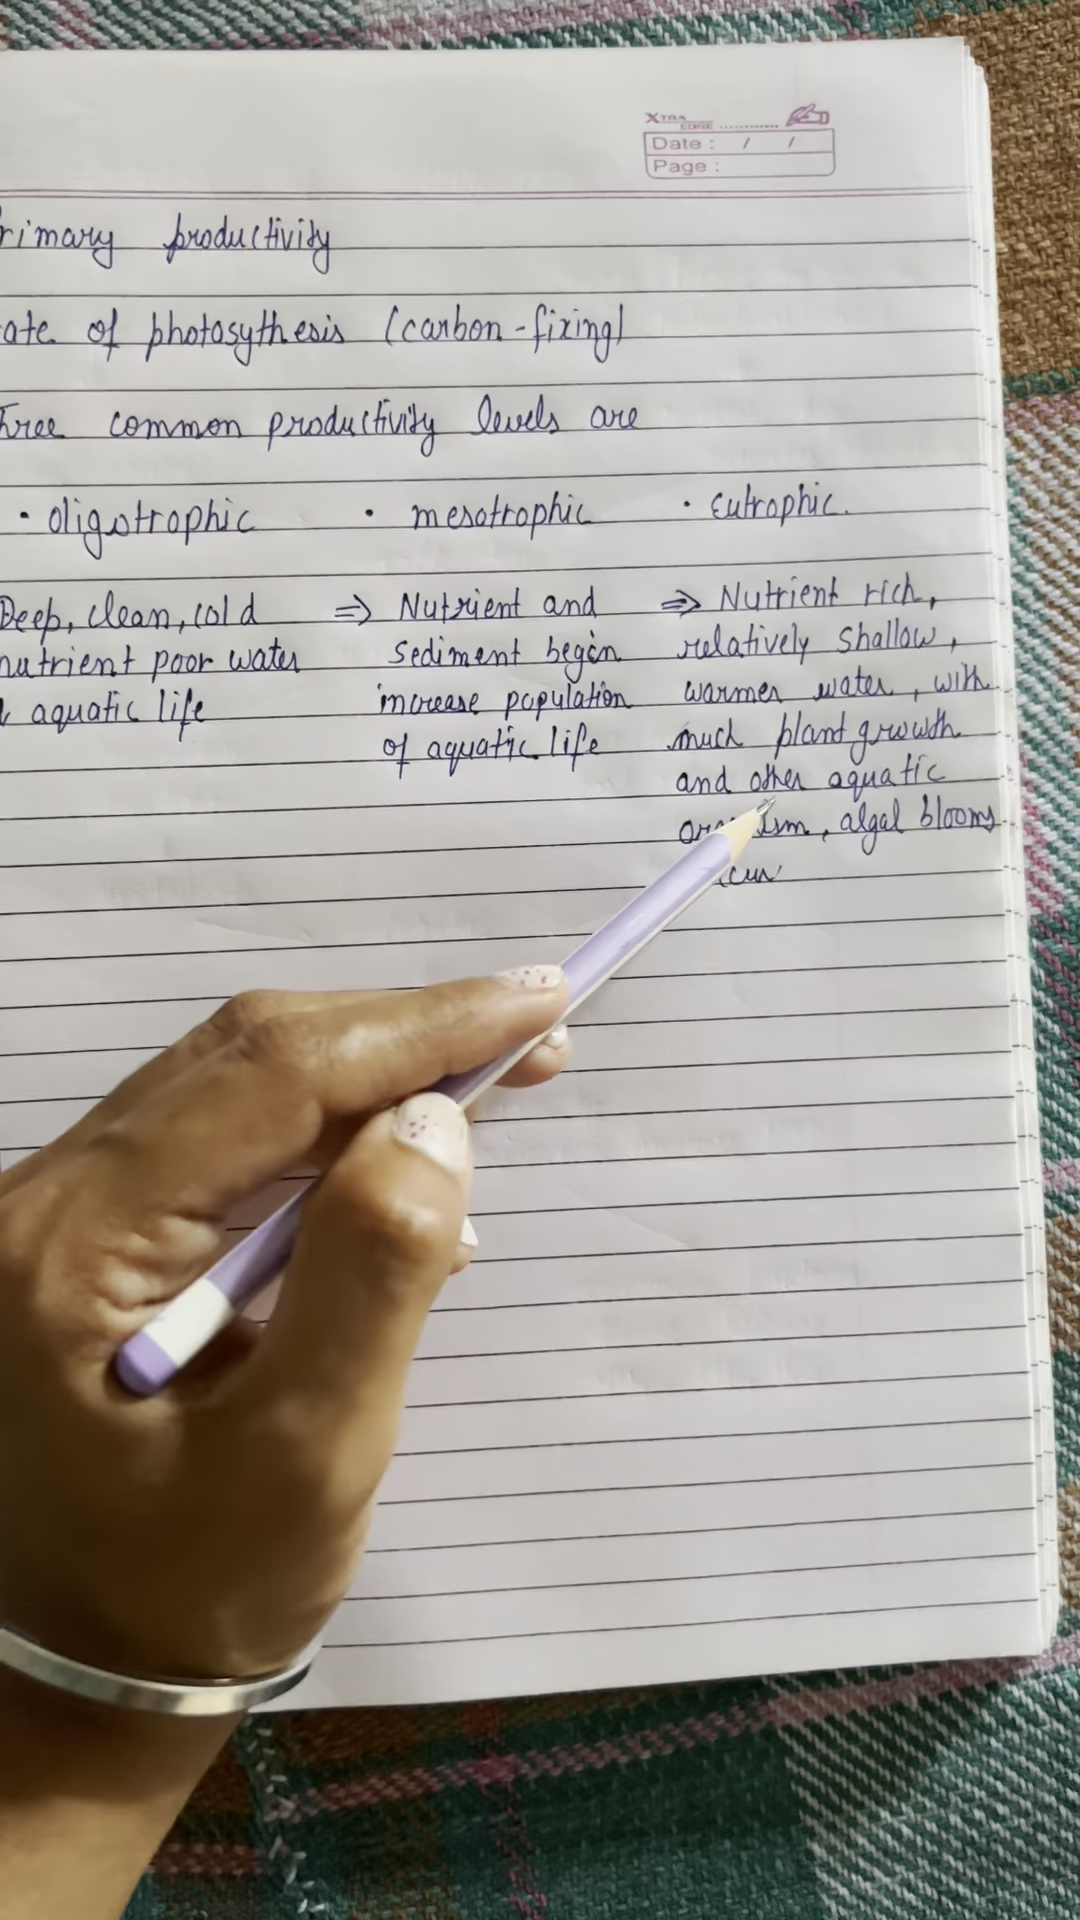 XTRA EDGE
Date : / /
Page :
rimary productivity
ate of photosythesis (carbon-fixing)
hree common productivity levels are
• oligotrophic • mesotrophic • Eutrophic.
Deep, clean, cold ⇒ Nutrient and ⇒ Nutrient rich,
nutrient poor water sediment begin relatively shallow,
aquatic life increase population warmer water, with
of aquatic life much plant growth
and other aquatic
algal blooms